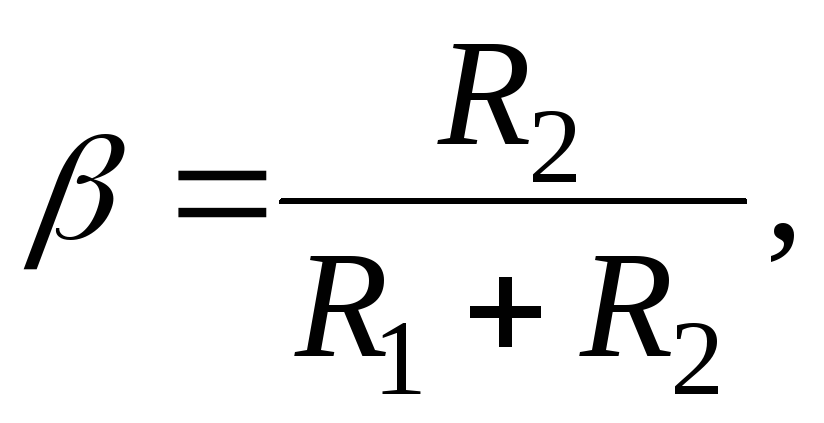 β = R₂ / (R₁ + R₂),